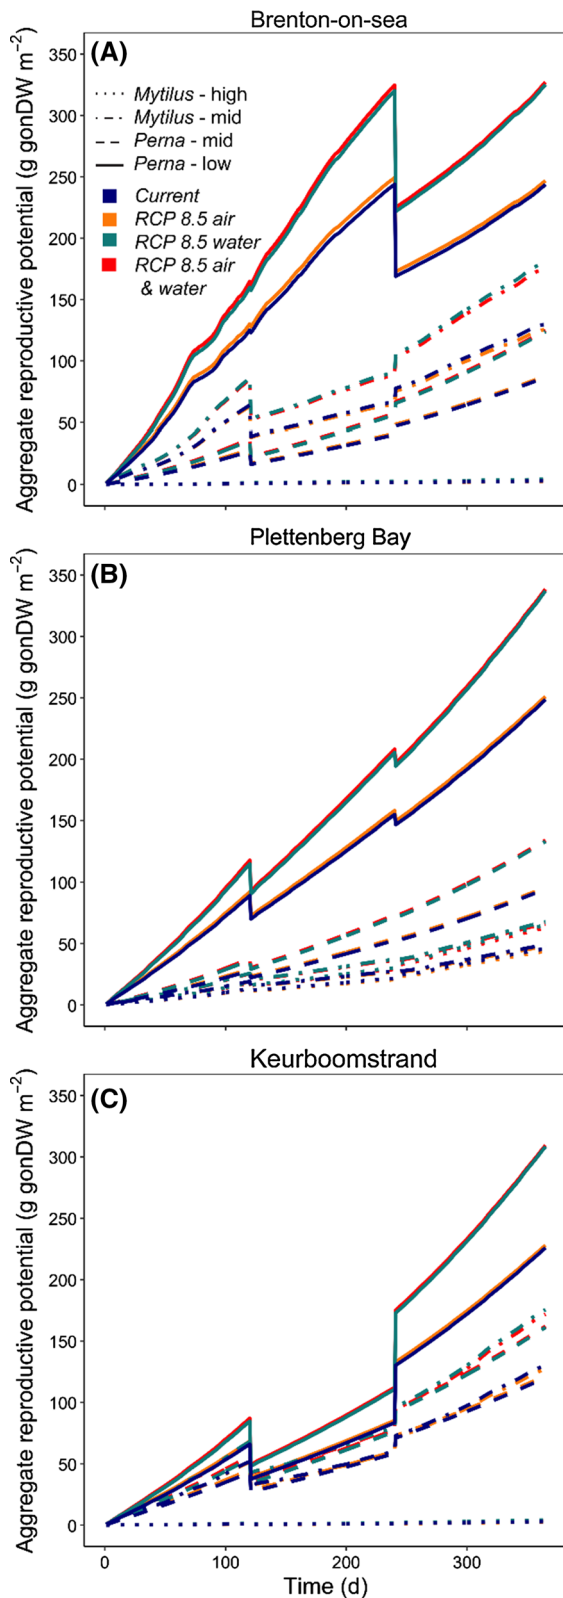 Brenton-on-sea
(A)
Aggregate reproductive potential (g gonDW m⁻²)
350
300
250
200
150
100
50
0
Mytilus - high
Mytilus - mid
Perna - mid
Perna - low
Current
RCP 8.5 air
RCP 8.5 water
RCP 8.5 air
& water
Plettenberg Bay
(B)
Aggregate reproductive potential (g gonDW m⁻²)
350
300
250
200
150
100
50
0
Keurboomstrand
(C)
Aggregate reproductive potential (g gonDW m⁻²)
350
300
250
200
150
100
50
0
0 100 200 300
Time (d)